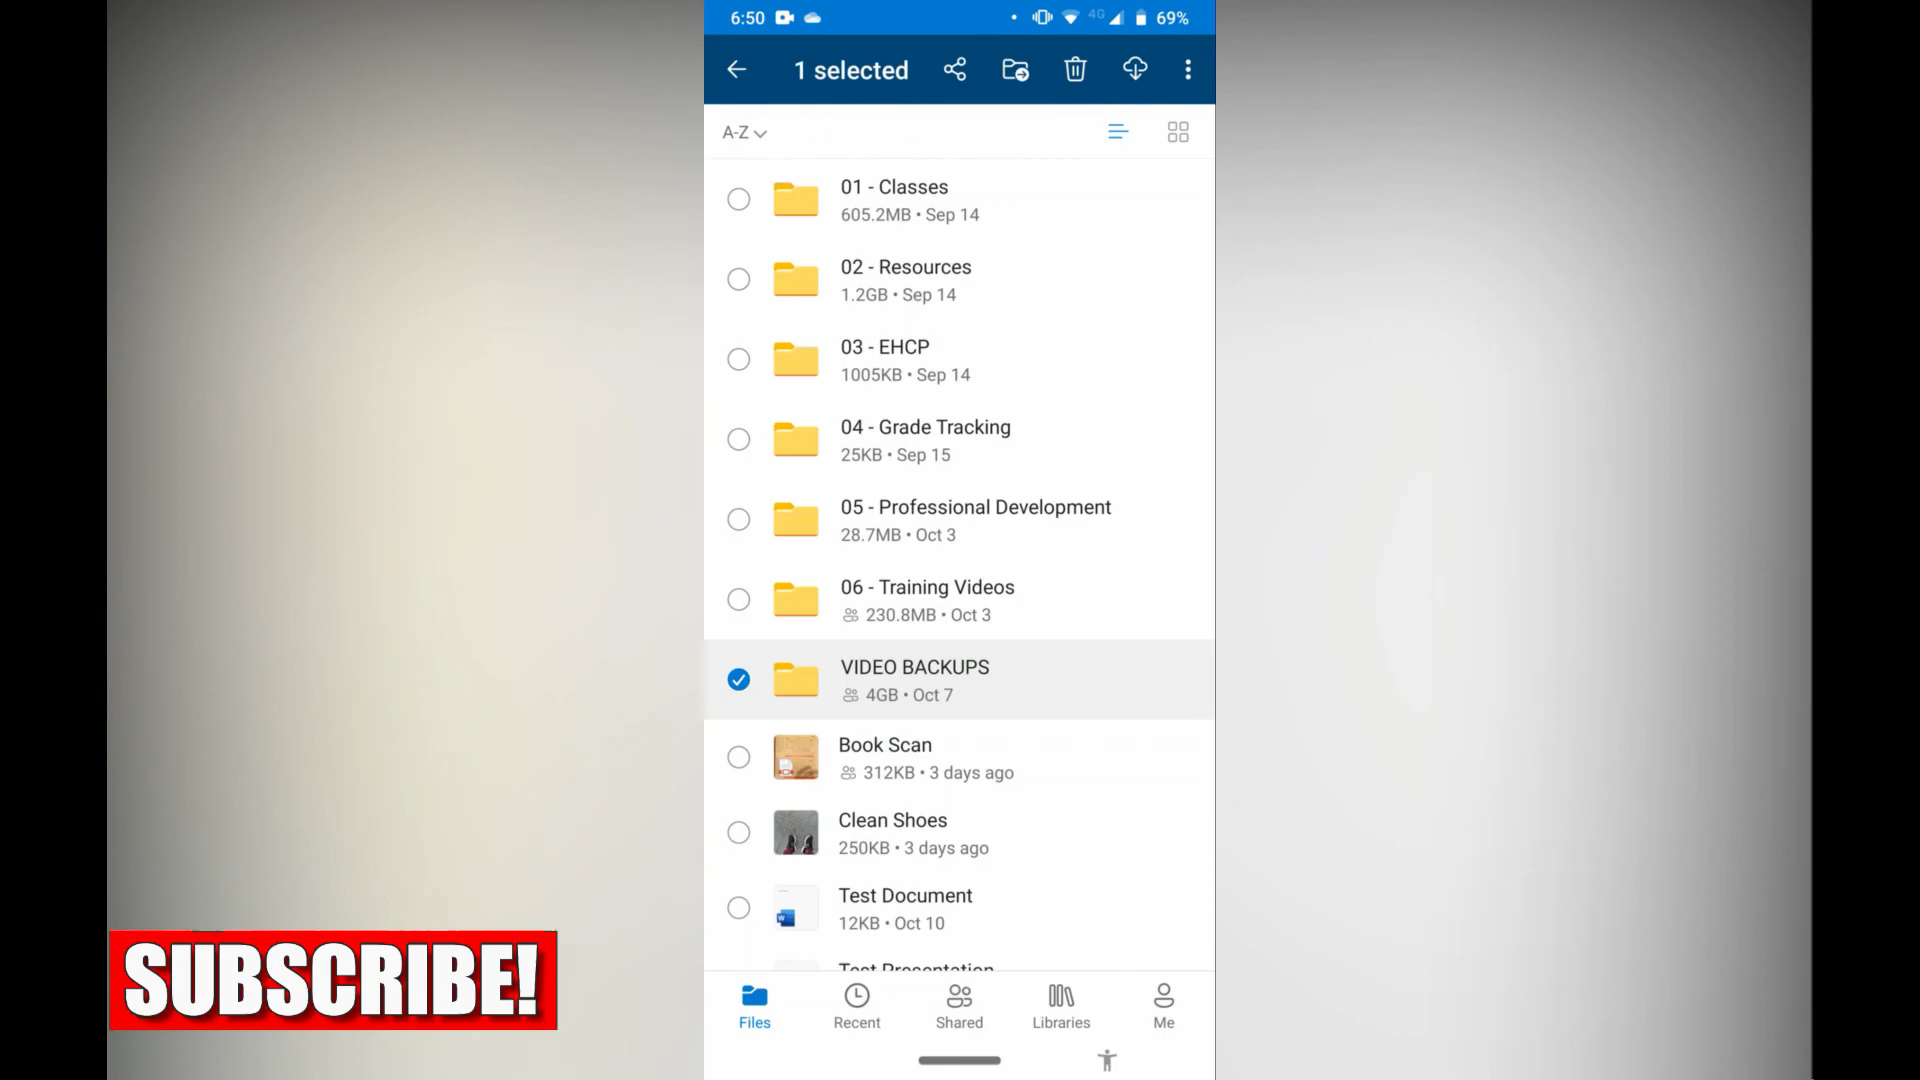 6:50
4G
69%
1 selected
A-Z
01 - Classes
605.2MB • Sep 14
02 - Resources
1.2GB • Sep 14
03 - EHCP
1005KB • Sep 14
04 - Grade Tracking
25KB • Sep 15
05 - Professional Development
28.7MB • Oct 3
06 - Training Videos
230.8MB • Oct 3
VIDEO BACKUPS
4GB • Oct 7
Book Scan
312KB • 3 days ago
Clean Shoes
250KB • 3 days ago
W
Test Document
12KB • Oct 10
Test Presentation
Files
Recent
Shared
Libraries
Me
SUBSCRIBE!